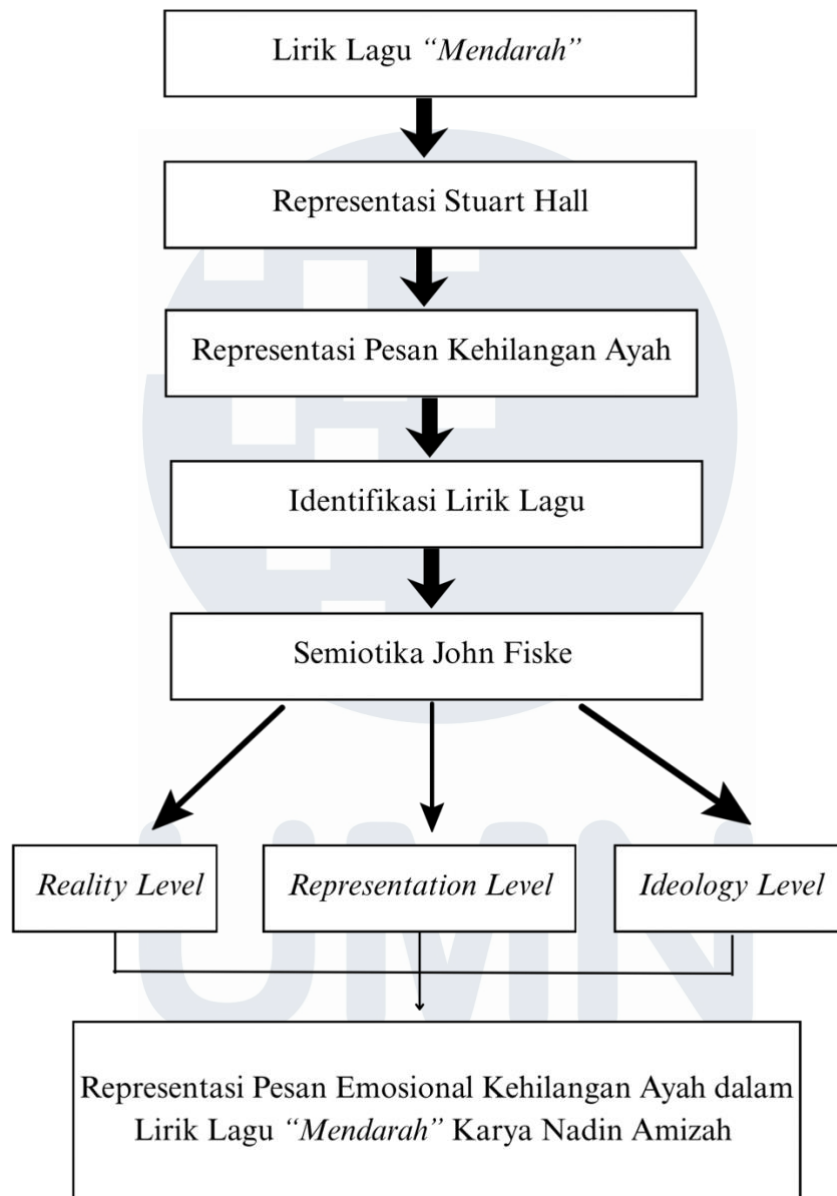 Lirik Lagu “Mendarah”
Representasi Stuart Hall
Representasi Pesan Kehilangan Ayah
Identifikasi Lirik Lagu
Semiotika John Fiske
Reality Level
Representation Level
Ideology Level
Representasi Pesan Emosional Kehilangan Ayah dalam
Lirik Lagu “Mendarah” Karya Nadin Amizah
UMN